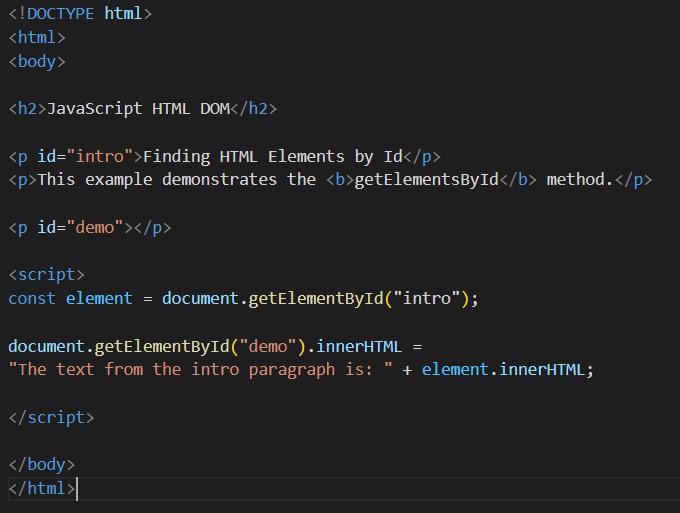 <!DOCTYPE html>
<html>
<body>
<h2>JavaScript HTML DOM</h2>
<p id="intro">Finding HTML Elements by Id</p>
<p>This example demonstrates the <b>getElementsById</b> method.</p>
<p id="demo"></p>
<script>
const element = document.getElementById("intro");
document.getElementById("demo").innerHTML =
"The text from the intro paragraph is: " + element.innerHTML;
</script>
</body>
</html>